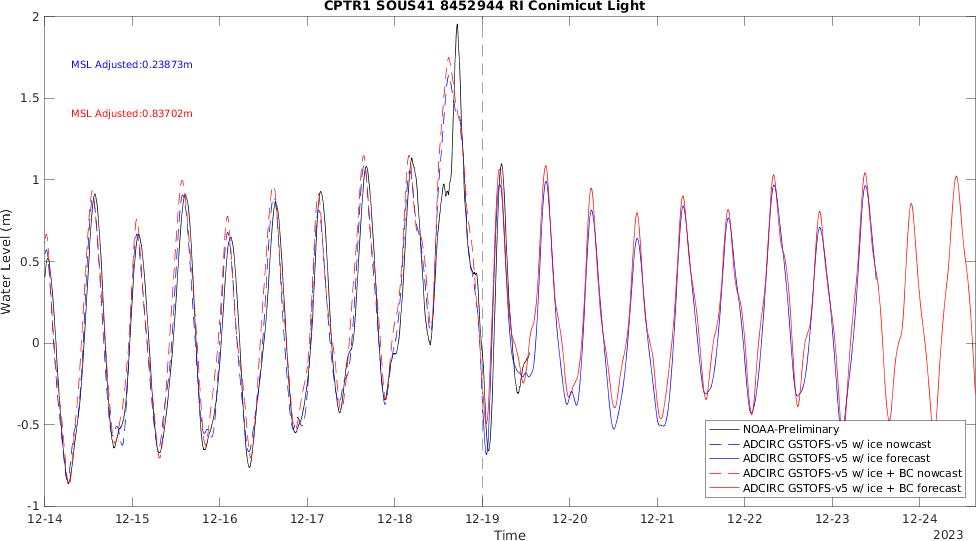 CPTR1 SOUS41 8452944 RI Conimicut Light
2
1.5
1
0.5
0
-0.5
-1
Water Level (m)
MSL Adjusted:0.23873m
MSL Adjusted:0.83702m
NOAA-Preliminary
ADCIRC GSTOFS-v5 w/ ice nowcast
ADCIRC GSTOFS-v5 w/ ice forecast
ADCIRC GSTOFS-v5 w/ ice + BC nowcast
ADCIRC GSTOFS-v5 w/ ice + BC forecast
12-14 12-15 12-16 12-17 12-18 12-19 12-20 12-21 12-22 12-23 12-24
Time
2023